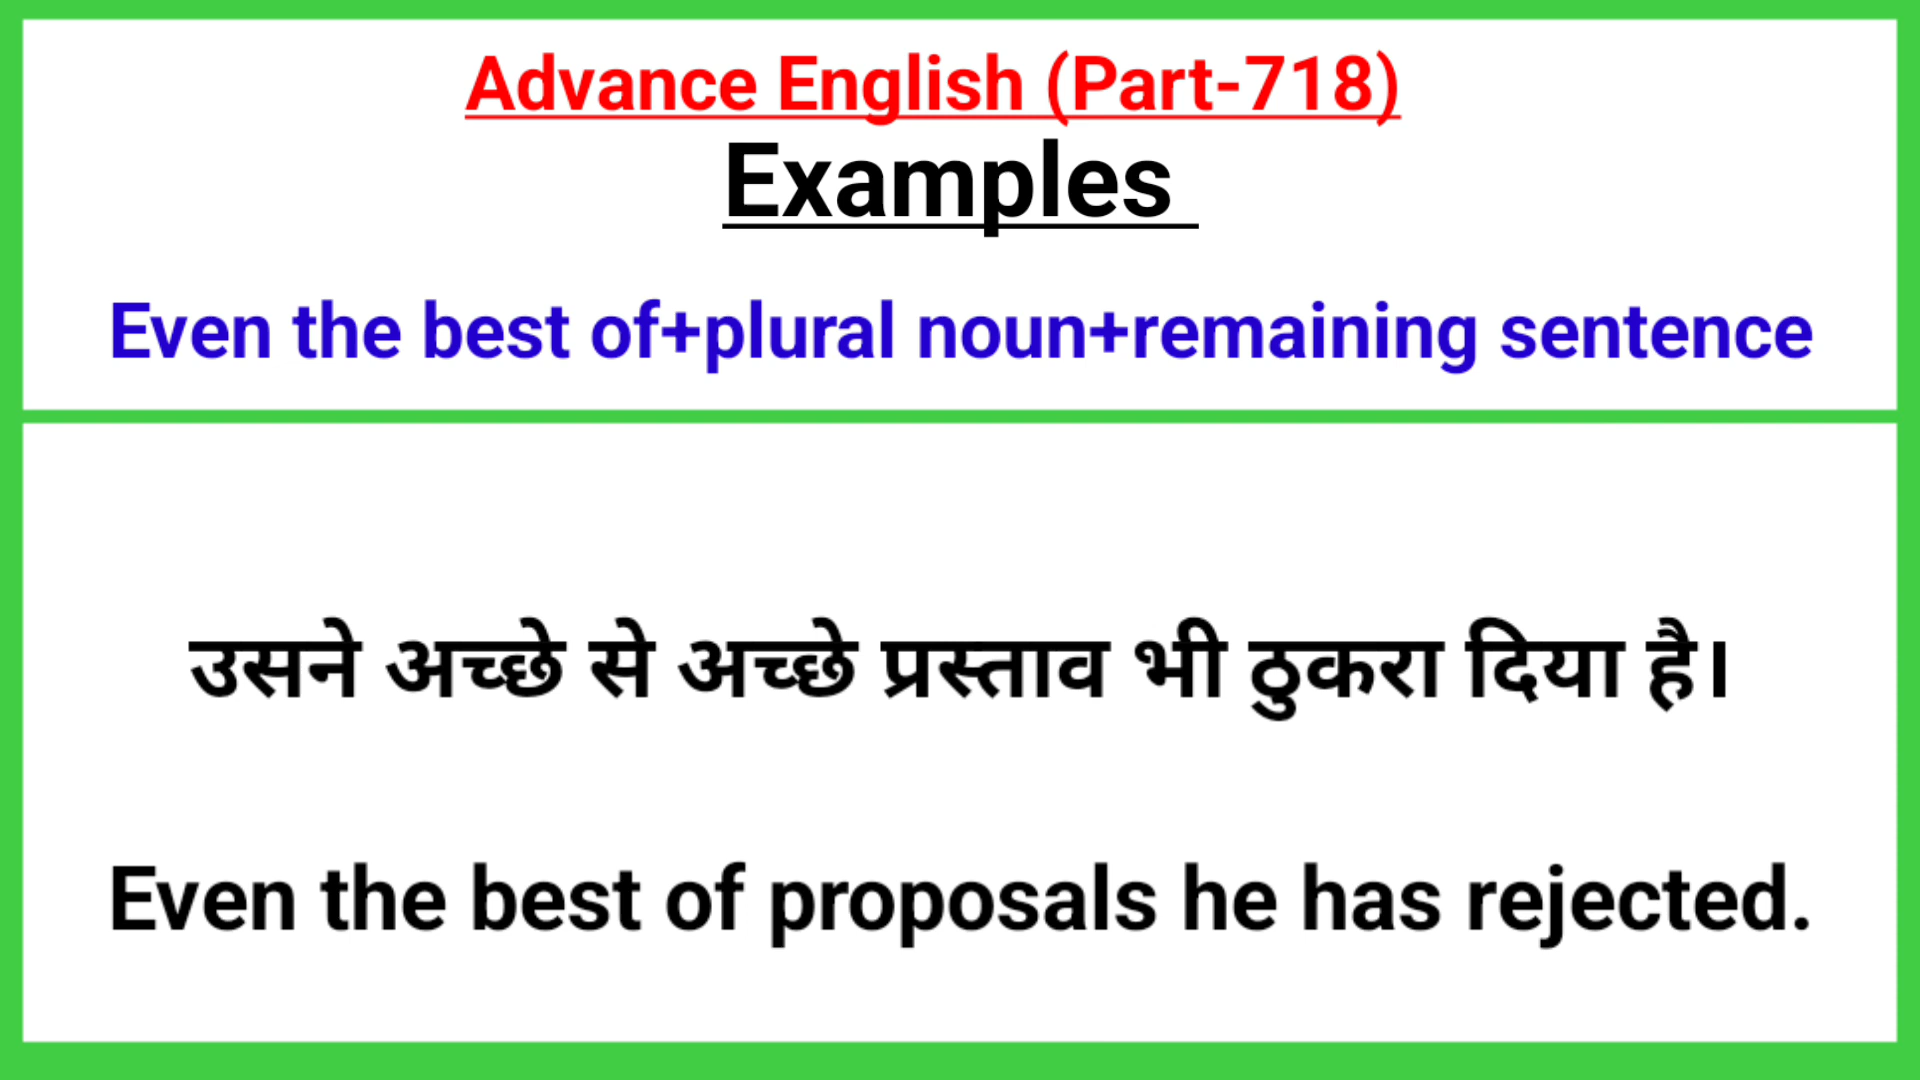 Advance English (Part-718)
Examples
Even the best of+plural noun+remaining sentence
उसने अच्छे से अच्छे प्रस्ताव भी ठुकरा दिया है।
Even the best of proposals he has rejected.